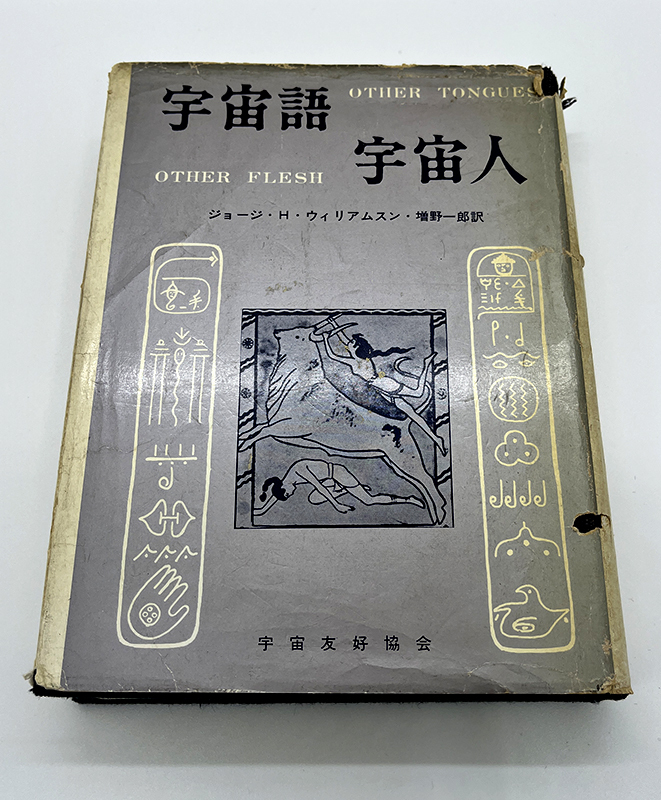 宇宙語 OTHER TONGUES
OTHER FLESH 宇宙人
ジョージ・H・ウィリアムスン・増野一郎訳
宇宙友好協会